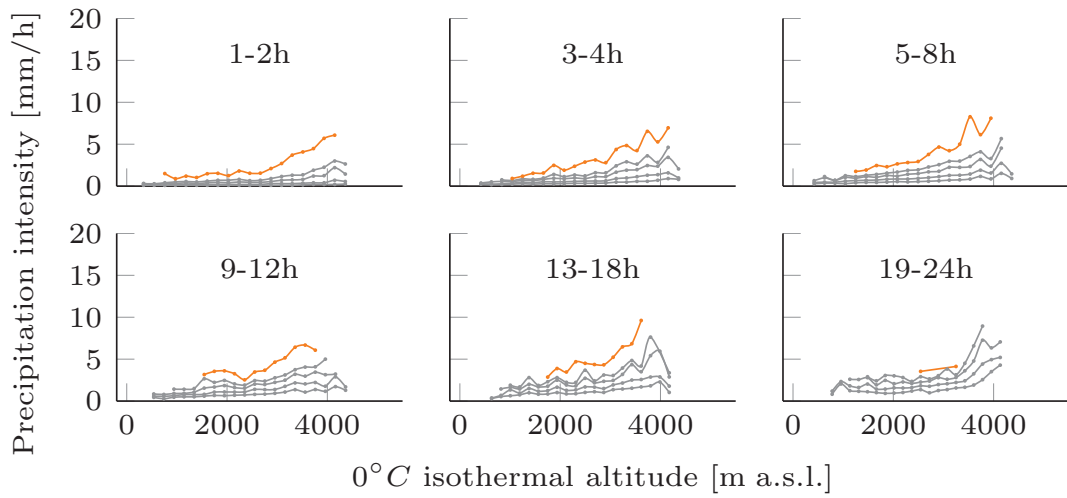 Precipitation intensity [mm/h]
20
15
10
5
0
1-2h
3-4h
5-8h
20
15
10
5
0
9-12h
13-18h
19-24h
0 2000 4000
0 2000 4000
0 2000 4000
0°C isothermal altitude [m a.s.l.]